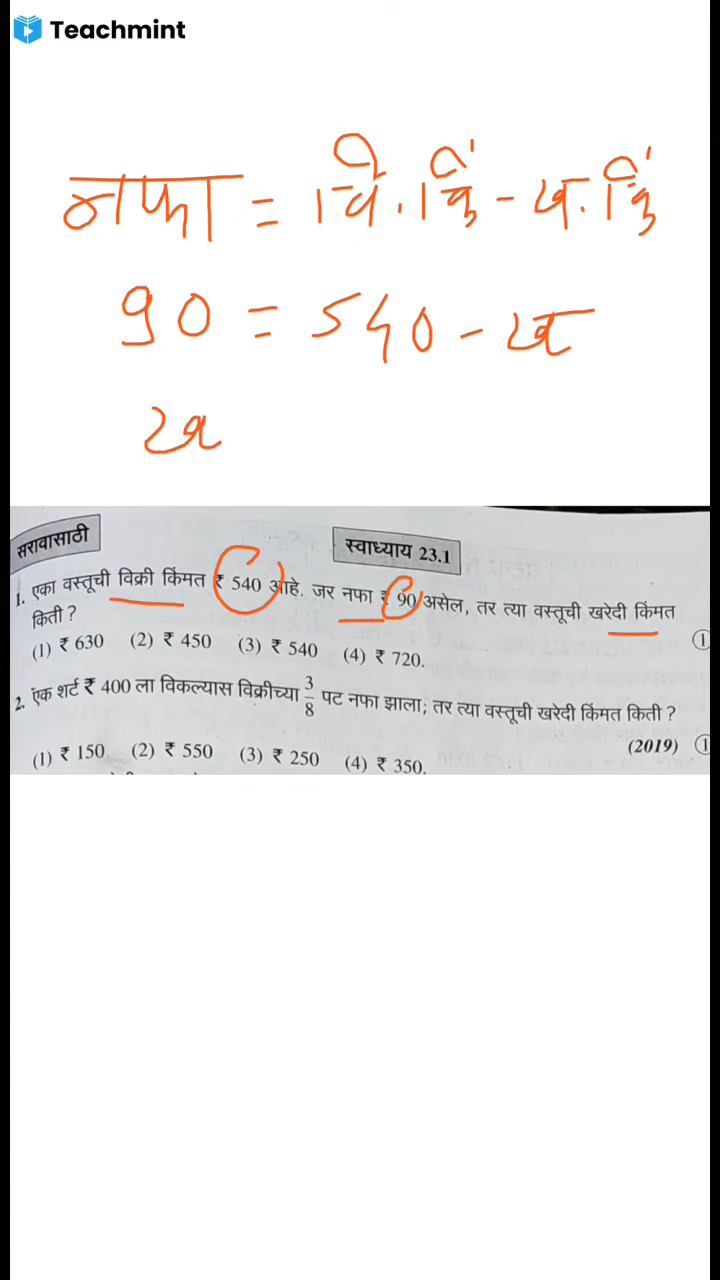 Teachmint
नफा = वि. किं - ख. किं
90 = 540 - ख
ख
सरावासाठी
स्वाध्याय 23.1
1. एका वस्तूची विक्री किंमत ₹ 540 आहे. जर नफा ₹ 90 असेल, तर त्या वस्तूची खरेदी किंमत
किती ?
(1) ₹ 630 (2) ₹ 450 (3) ₹ 540 (4) ₹ 720. 1
2. एक शर्ट ₹ 400 ला विकल्यास विक्रीच्या 3/8 पट नफा झाला; तर त्या वस्तूची खरेदी किंमत किती ?
(2019) 1
(1) ₹ 150 (2) ₹ 550 (3) ₹ 250 (4) ₹ 350.